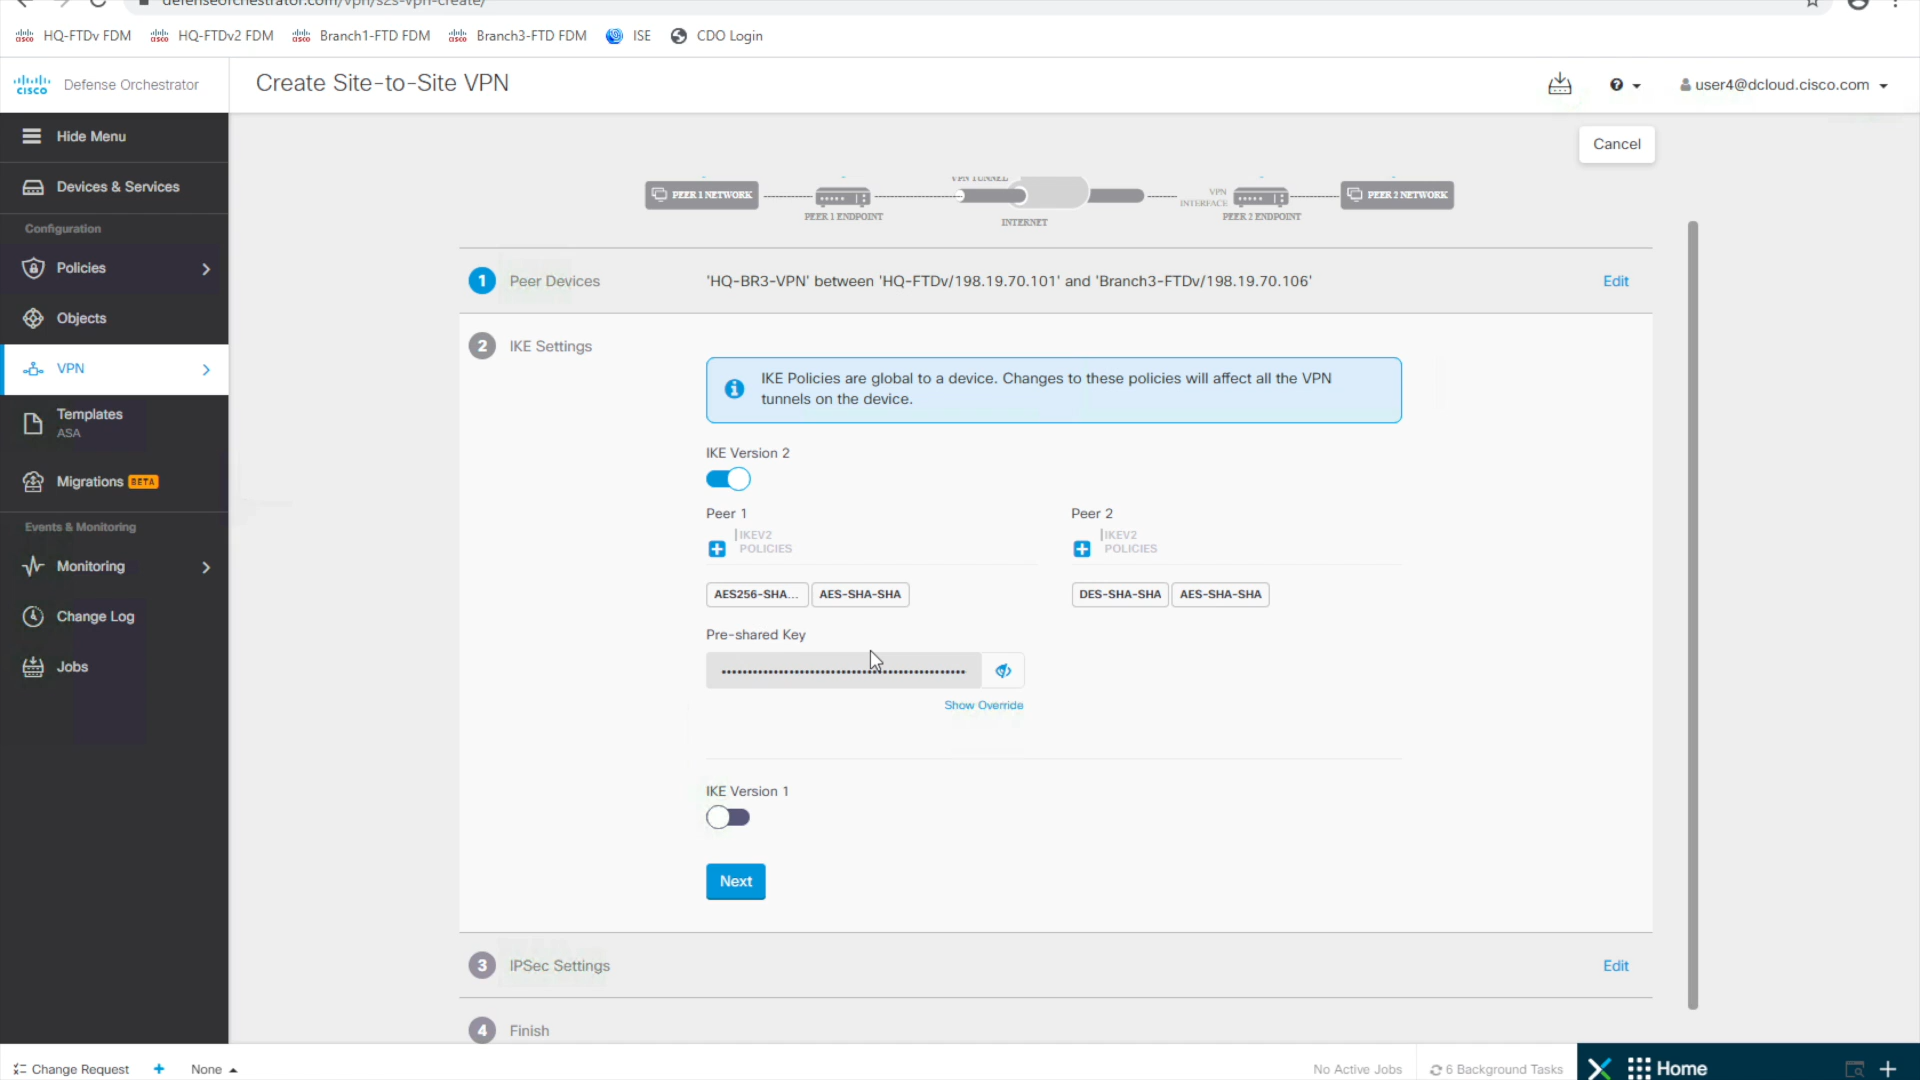 defenseorchestrator.com/vpn/s2s-vpn-create/
HQ-FTDv FDM HQ-FTDv2 FDM Branch1-FTD FDM Branch3-FTD FDM ISE CDO Login
cisco Defense Orchestrator
Create Site-to-Site VPN
user4@dcloud.cisco.com
Hide Menu
Cancel
Devices & Services
PEER 1 NETWORK
PEER 1 ENDPOINT
VPN TUNNEL
INTERNET
VPN
INTERFACE
PEER 2 ENDPOINT
PEER 2 NETWORK
Configuration
Policies
Objects
VPN
Templates
ASA
Migrations BETA
Events & Monitoring
Monitoring
Change Log
Jobs
1 Peer Devices 'HQ-BR3-VPN' between 'HQ-FTDv/198.19.70.101' and 'Branch3-FTDv/198.19.70.106' Edit
2 IKE Settings
IKE Policies are global to a device. Changes to these policies will affect all the VPN
tunnels on the device.
IKE Version 2
Peer 1 Peer 2
IKEV2
POLICIES
IKEV2
POLICIES
AES256-SHA... AES-SHA-SHA DES-SHA-SHA AES-SHA-SHA
Pre-shared Key
Show Override
IKE Version 1
Next
3 IPSec Settings Edit
4 Finish
Change Request + None No Active Jobs 6 Background Tasks Home